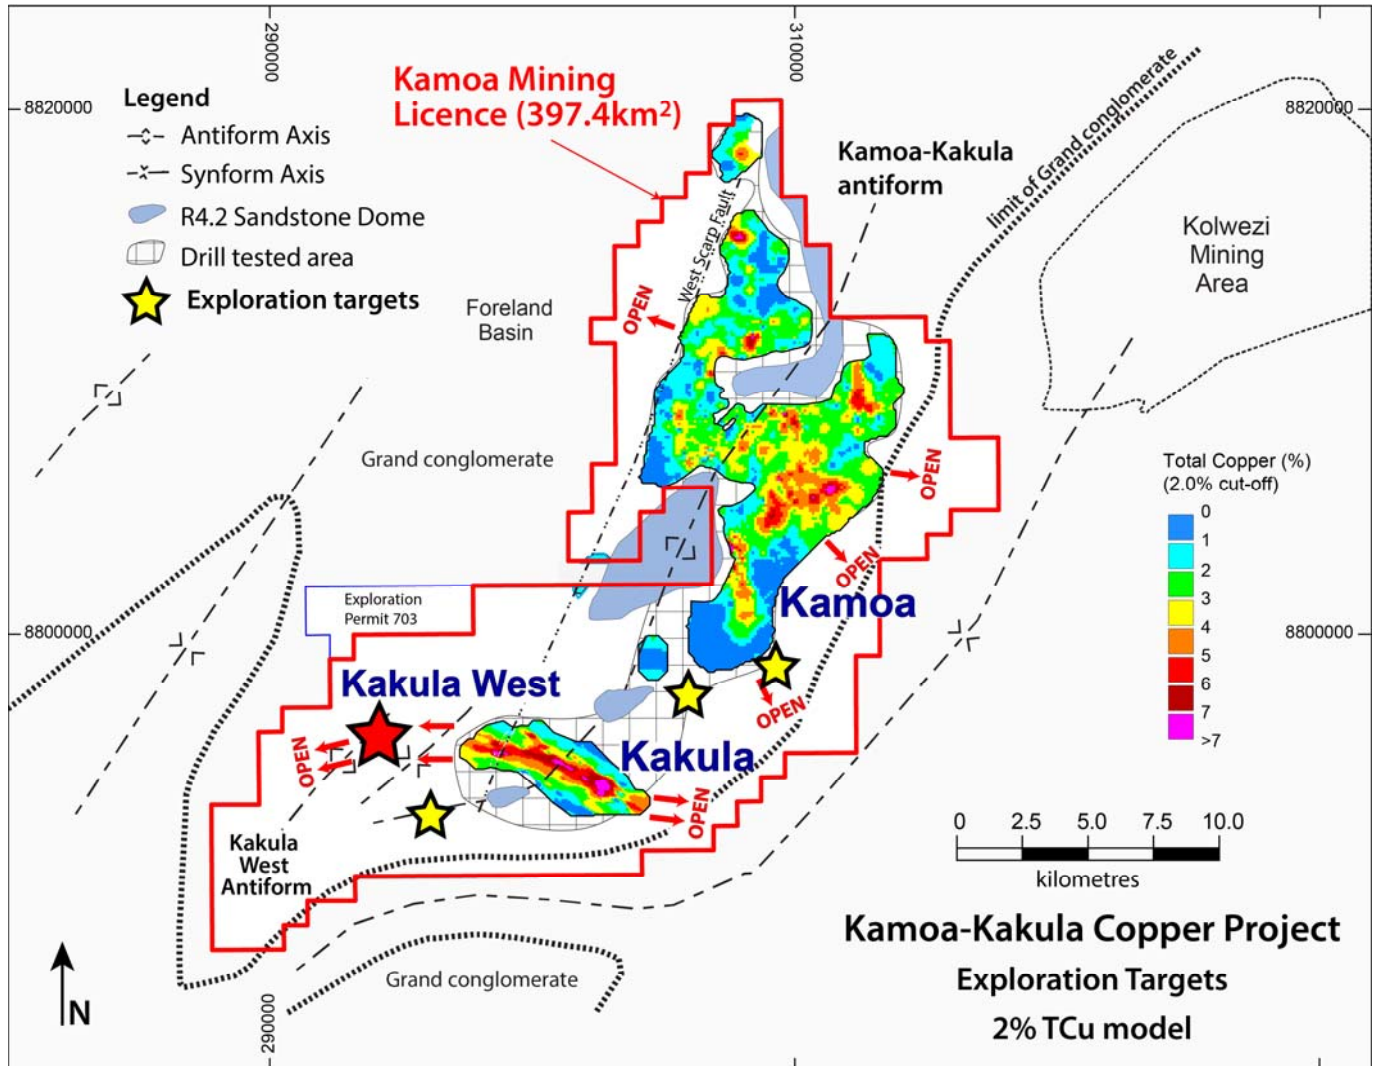 290000
310000
8820000
8820000
Legend
Antiform Axis
Synform Axis
R4.2 Sandstone Dome
Drill tested area
Exploration targets
Kamoa Mining
Licence (397.4km²)
Kamoa-Kakula
antiform
limit of Grand conglomerate
Kolwezi
Mining
Area
West Scarp Fault
Foreland
Basin
OPEN
Grand conglomerate
OPEN
OPEN
Total Copper (%)
(2.0% cut-off)
0
1
2
3
4
5
6
7
>7
Exploration
Permit 703
Kamoa
8800000
8800000
Kakula West
OPEN
Kakula
OPEN
OPEN
Kakula
West
Antiform
0 2.5 5.0 7.5 10.0
kilometres
Kamoa-Kakula Copper Project
Exploration Targets
2% TCu model
Grand conglomerate
N
290000